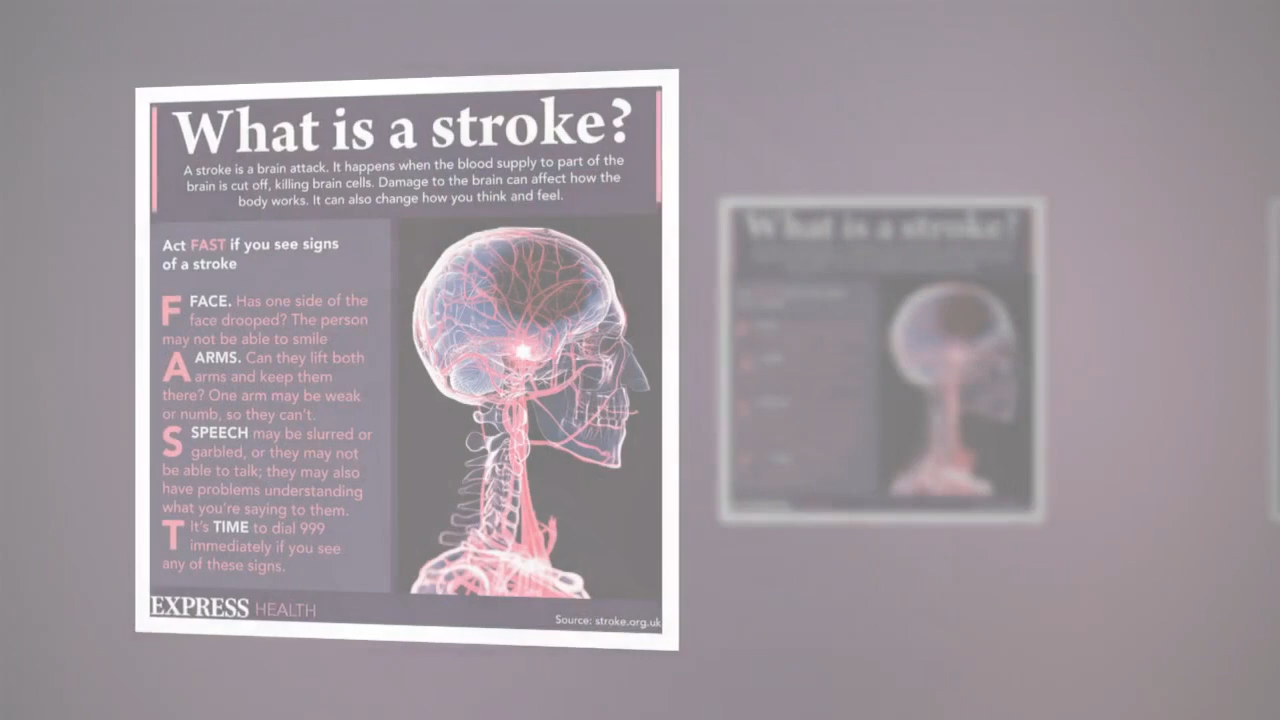 What is a stroke?
A stroke is a brain attack. It happens when the blood supply to part of the
brain is cut off, killing brain cells. Damage to the brain can affect how the
body works. It can also change how you think and feel.
Act FAST if you see signs
of a stroke
F FACE. Has one side of the
face drooped? The person
may not be able to smile
A ARMS. Can they lift both
arms and keep them
there? One arm may be weak
or numb, so they can't.
S SPEECH may be slurred or
garbled, or they may not
be able to talk; they may also
have problems understanding
what you're saying to them.
T It's TIME to dial 999
immediately if you see
any of these signs.
EXPRESS HEALTH
Source: stroke.org.uk
What is a stroke?